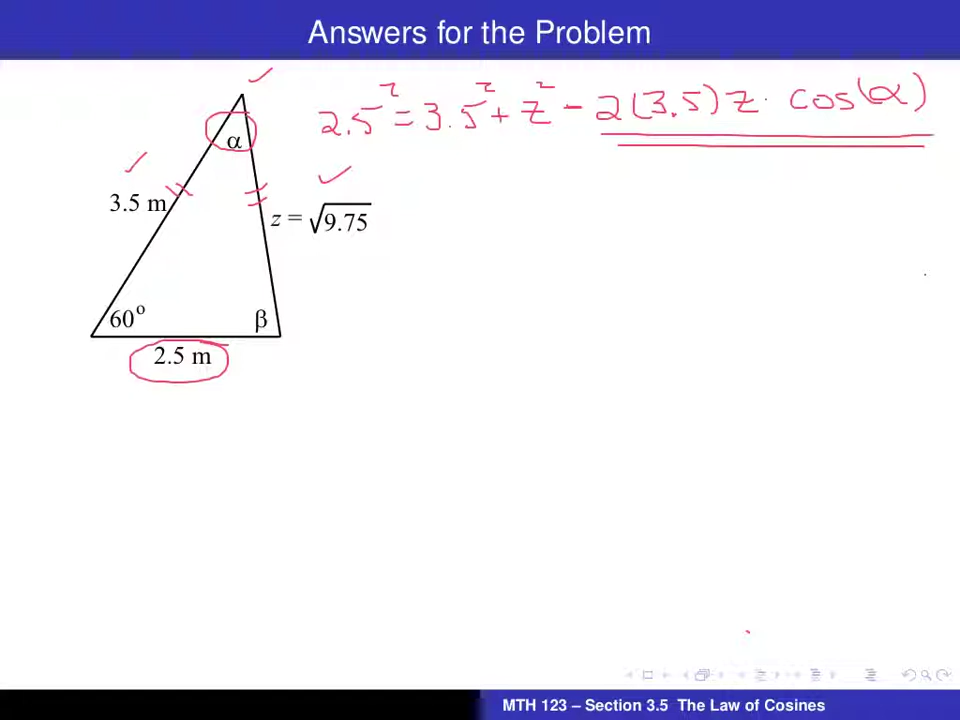 Answers for the Problem
2.5² = 3.5² + z² - 2(3.5)z · cos(α)
α
3.5 m
z = √9.75
60° β
2.5 m
MTH 123 – Section 3.5 The Law of Cosines